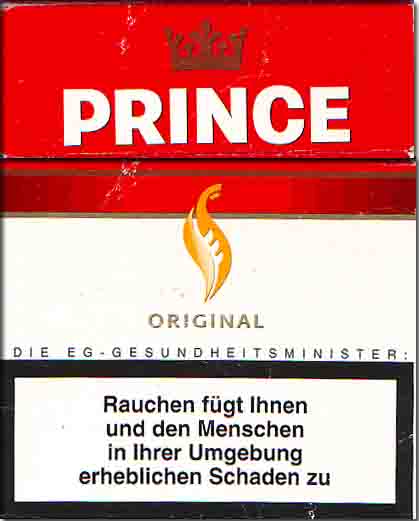 PRINCE
ORIGINAL
DIE EG-GESUNDHEITSMINISTER:
Rauchen fügt Ihnen
und den Menschen
in Ihrer Umgebung
erheblichen Schaden zu